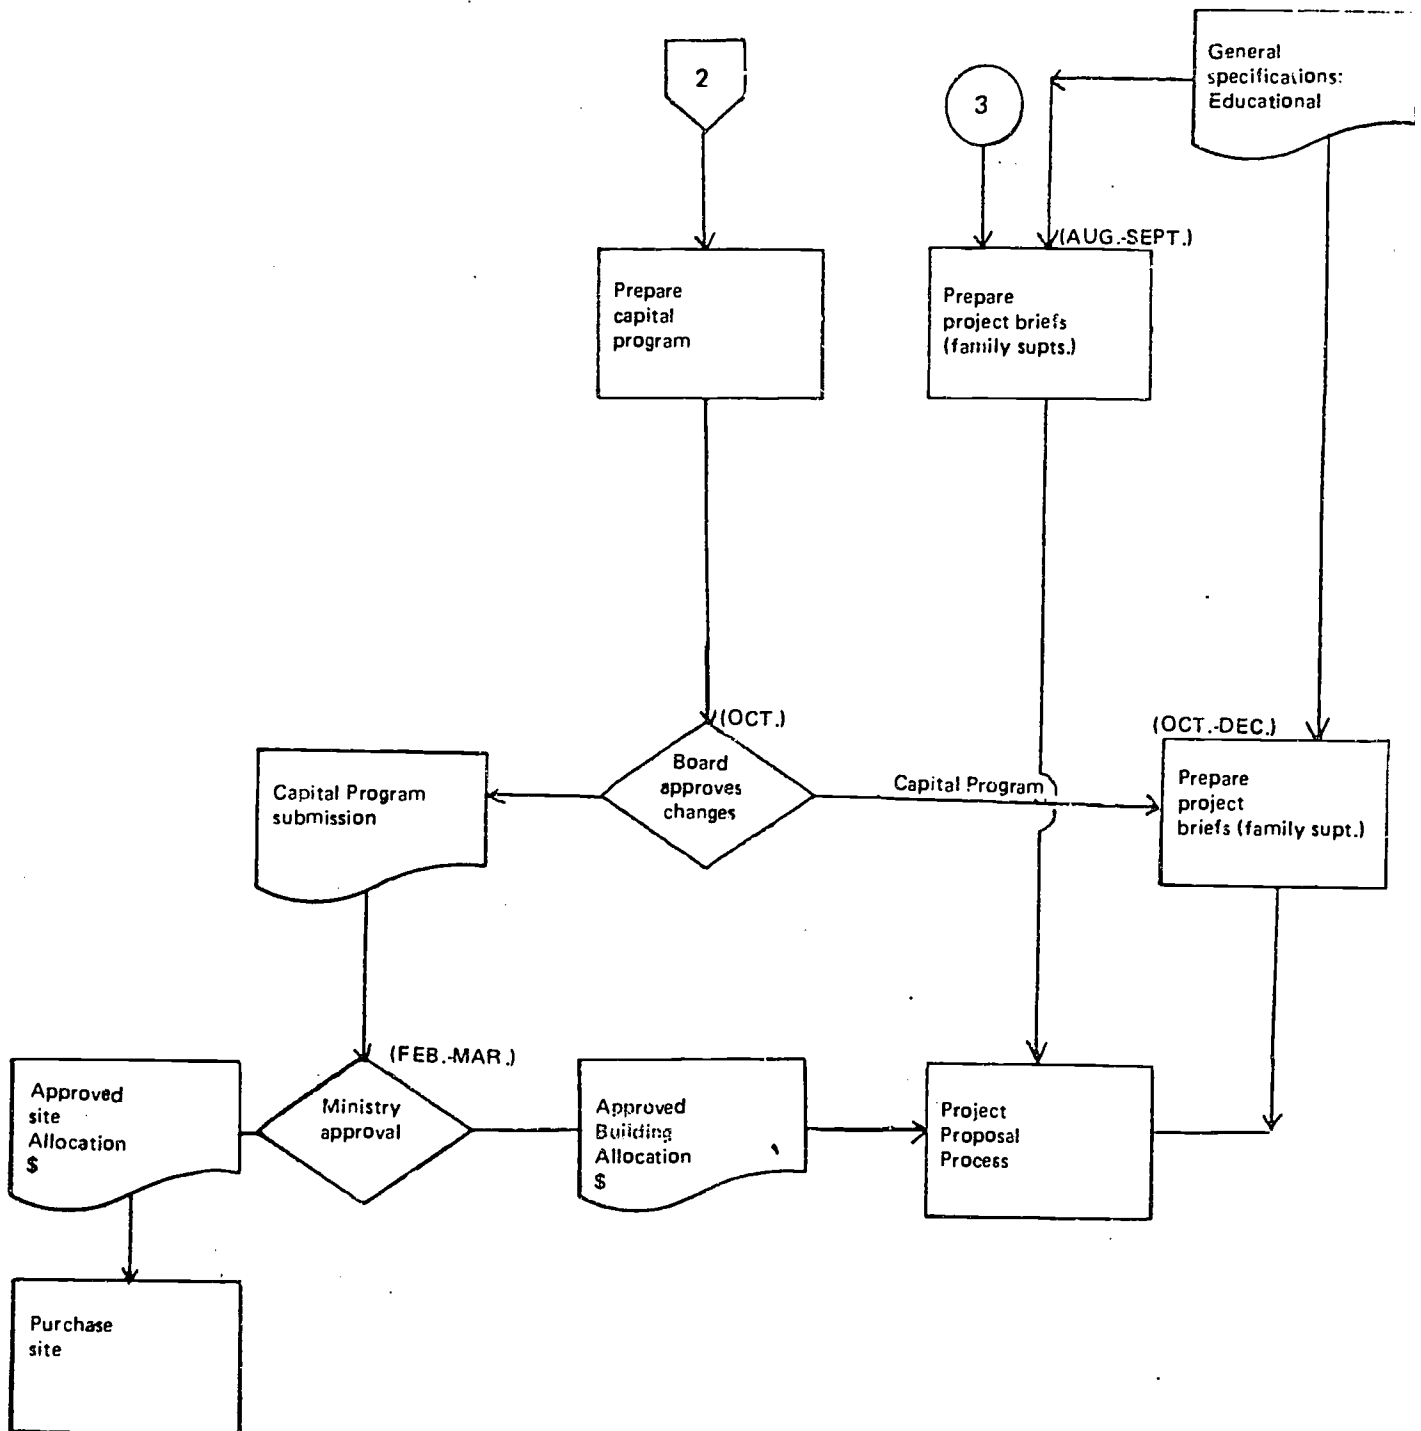 2
3
General
specifications:
Educational
(AUG.-SEPT.)
Prepare
capital
program
Prepare
project briefs
(family supts.)
(OCT.)
(OCT.-DEC.)
Capital Program
submission
Board
approves
changes
Capital Program
Prepare
project
briefs (family supt.)
(FEB.-MAR.)
Approved
site
Allocation
$
Ministry
approval
Approved
Building
Allocation
$
Project
Proposal
Process
Purchase
site